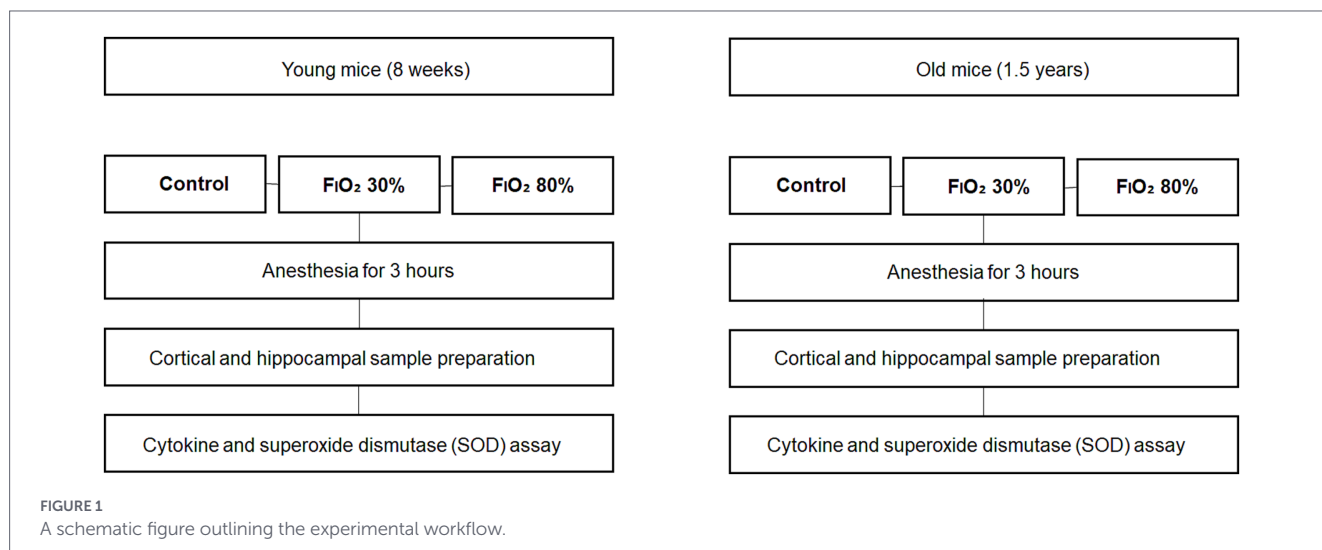 Young mice (8 weeks)
Old mice (1.5 years)
Control
FIO₂ 30%
FIO₂ 80%
Control
FIO₂ 30%
FIO₂ 80%
Anesthesia for 3 hours
Anesthesia for 3 hours
Cortical and hippocampal sample preparation
Cortical and hippocampal sample preparation
Cytokine and superoxide dismutase (SOD) assay
Cytokine and superoxide dismutase (SOD) assay
FIGURE 1
A schematic figure outlining the experimental workflow.